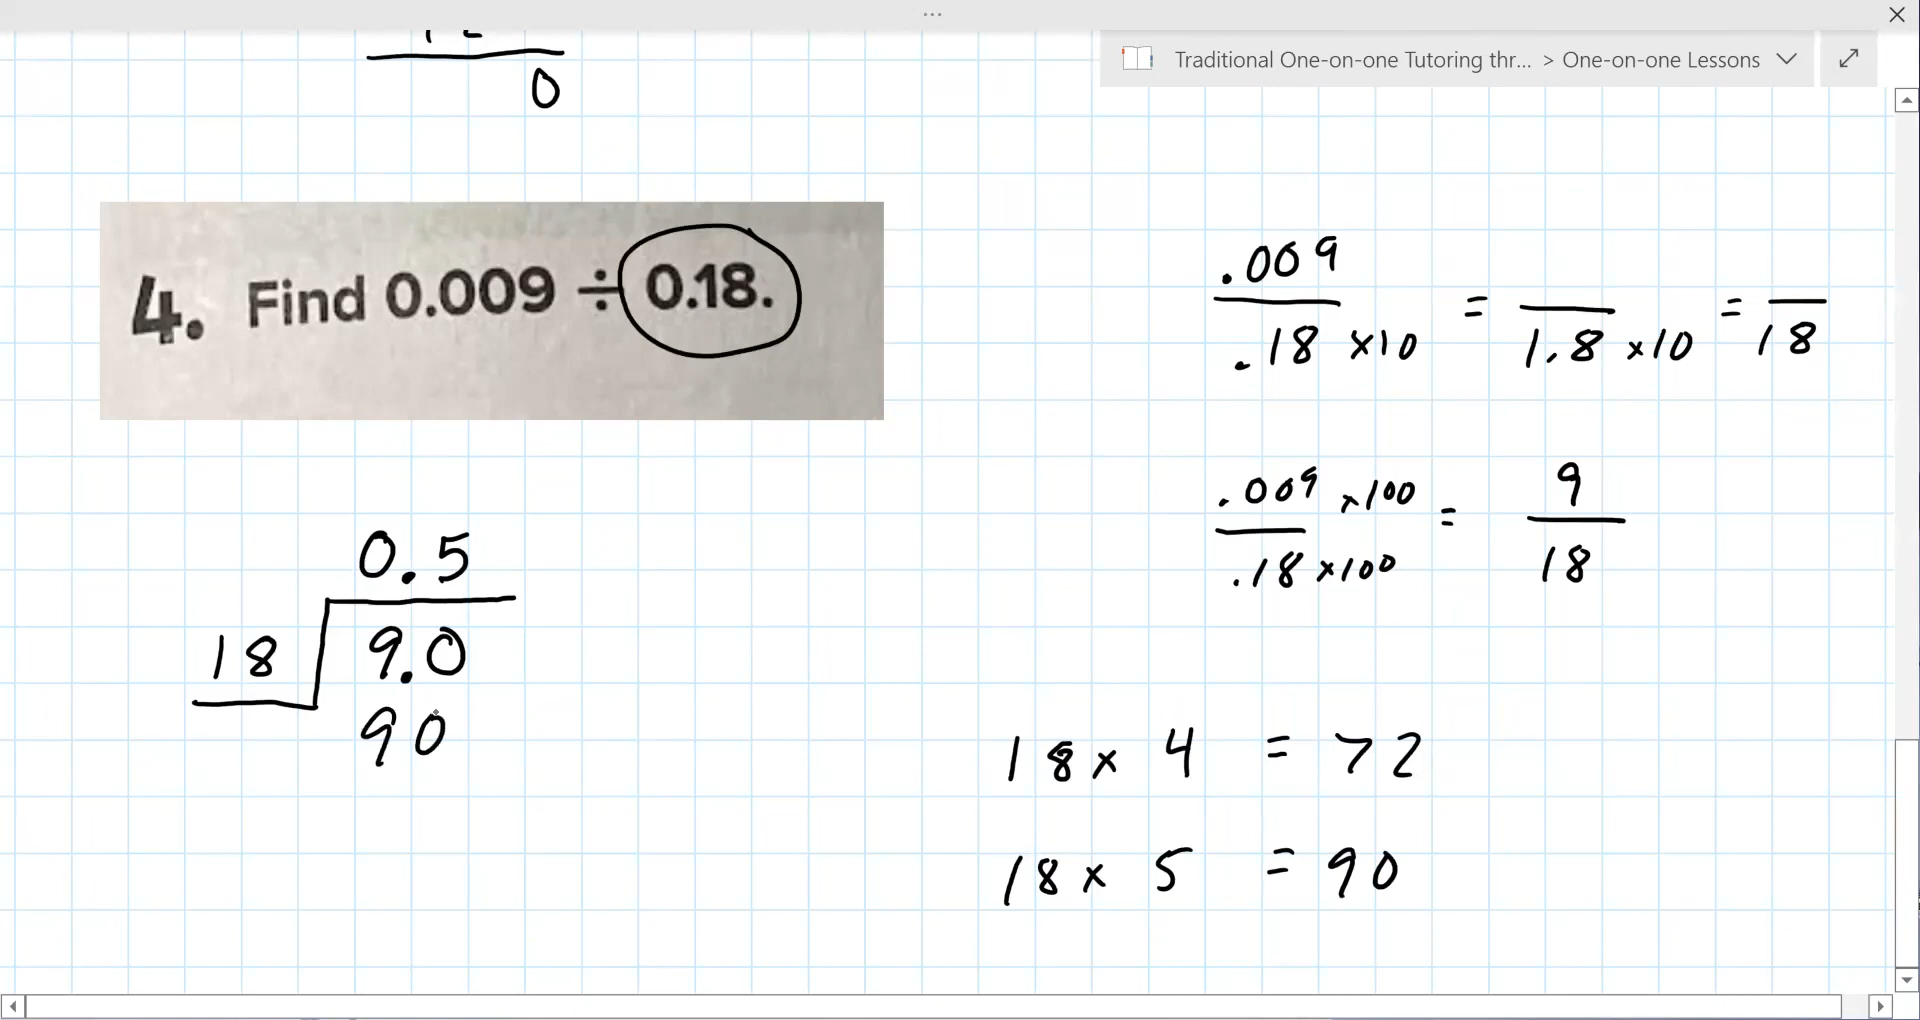 ...
Traditional One-on-one Tutoring thr... > One-on-one Lessons
0
4. Find 0.009 ÷ 0.18.
.009 / .18 ×10 = / 1.8 ×10 = / 18
.009 ×100 / .18 ×100 = 9 / 18
0.5
18 9.0
90
18 × 4 = 72
18 × 5 = 90